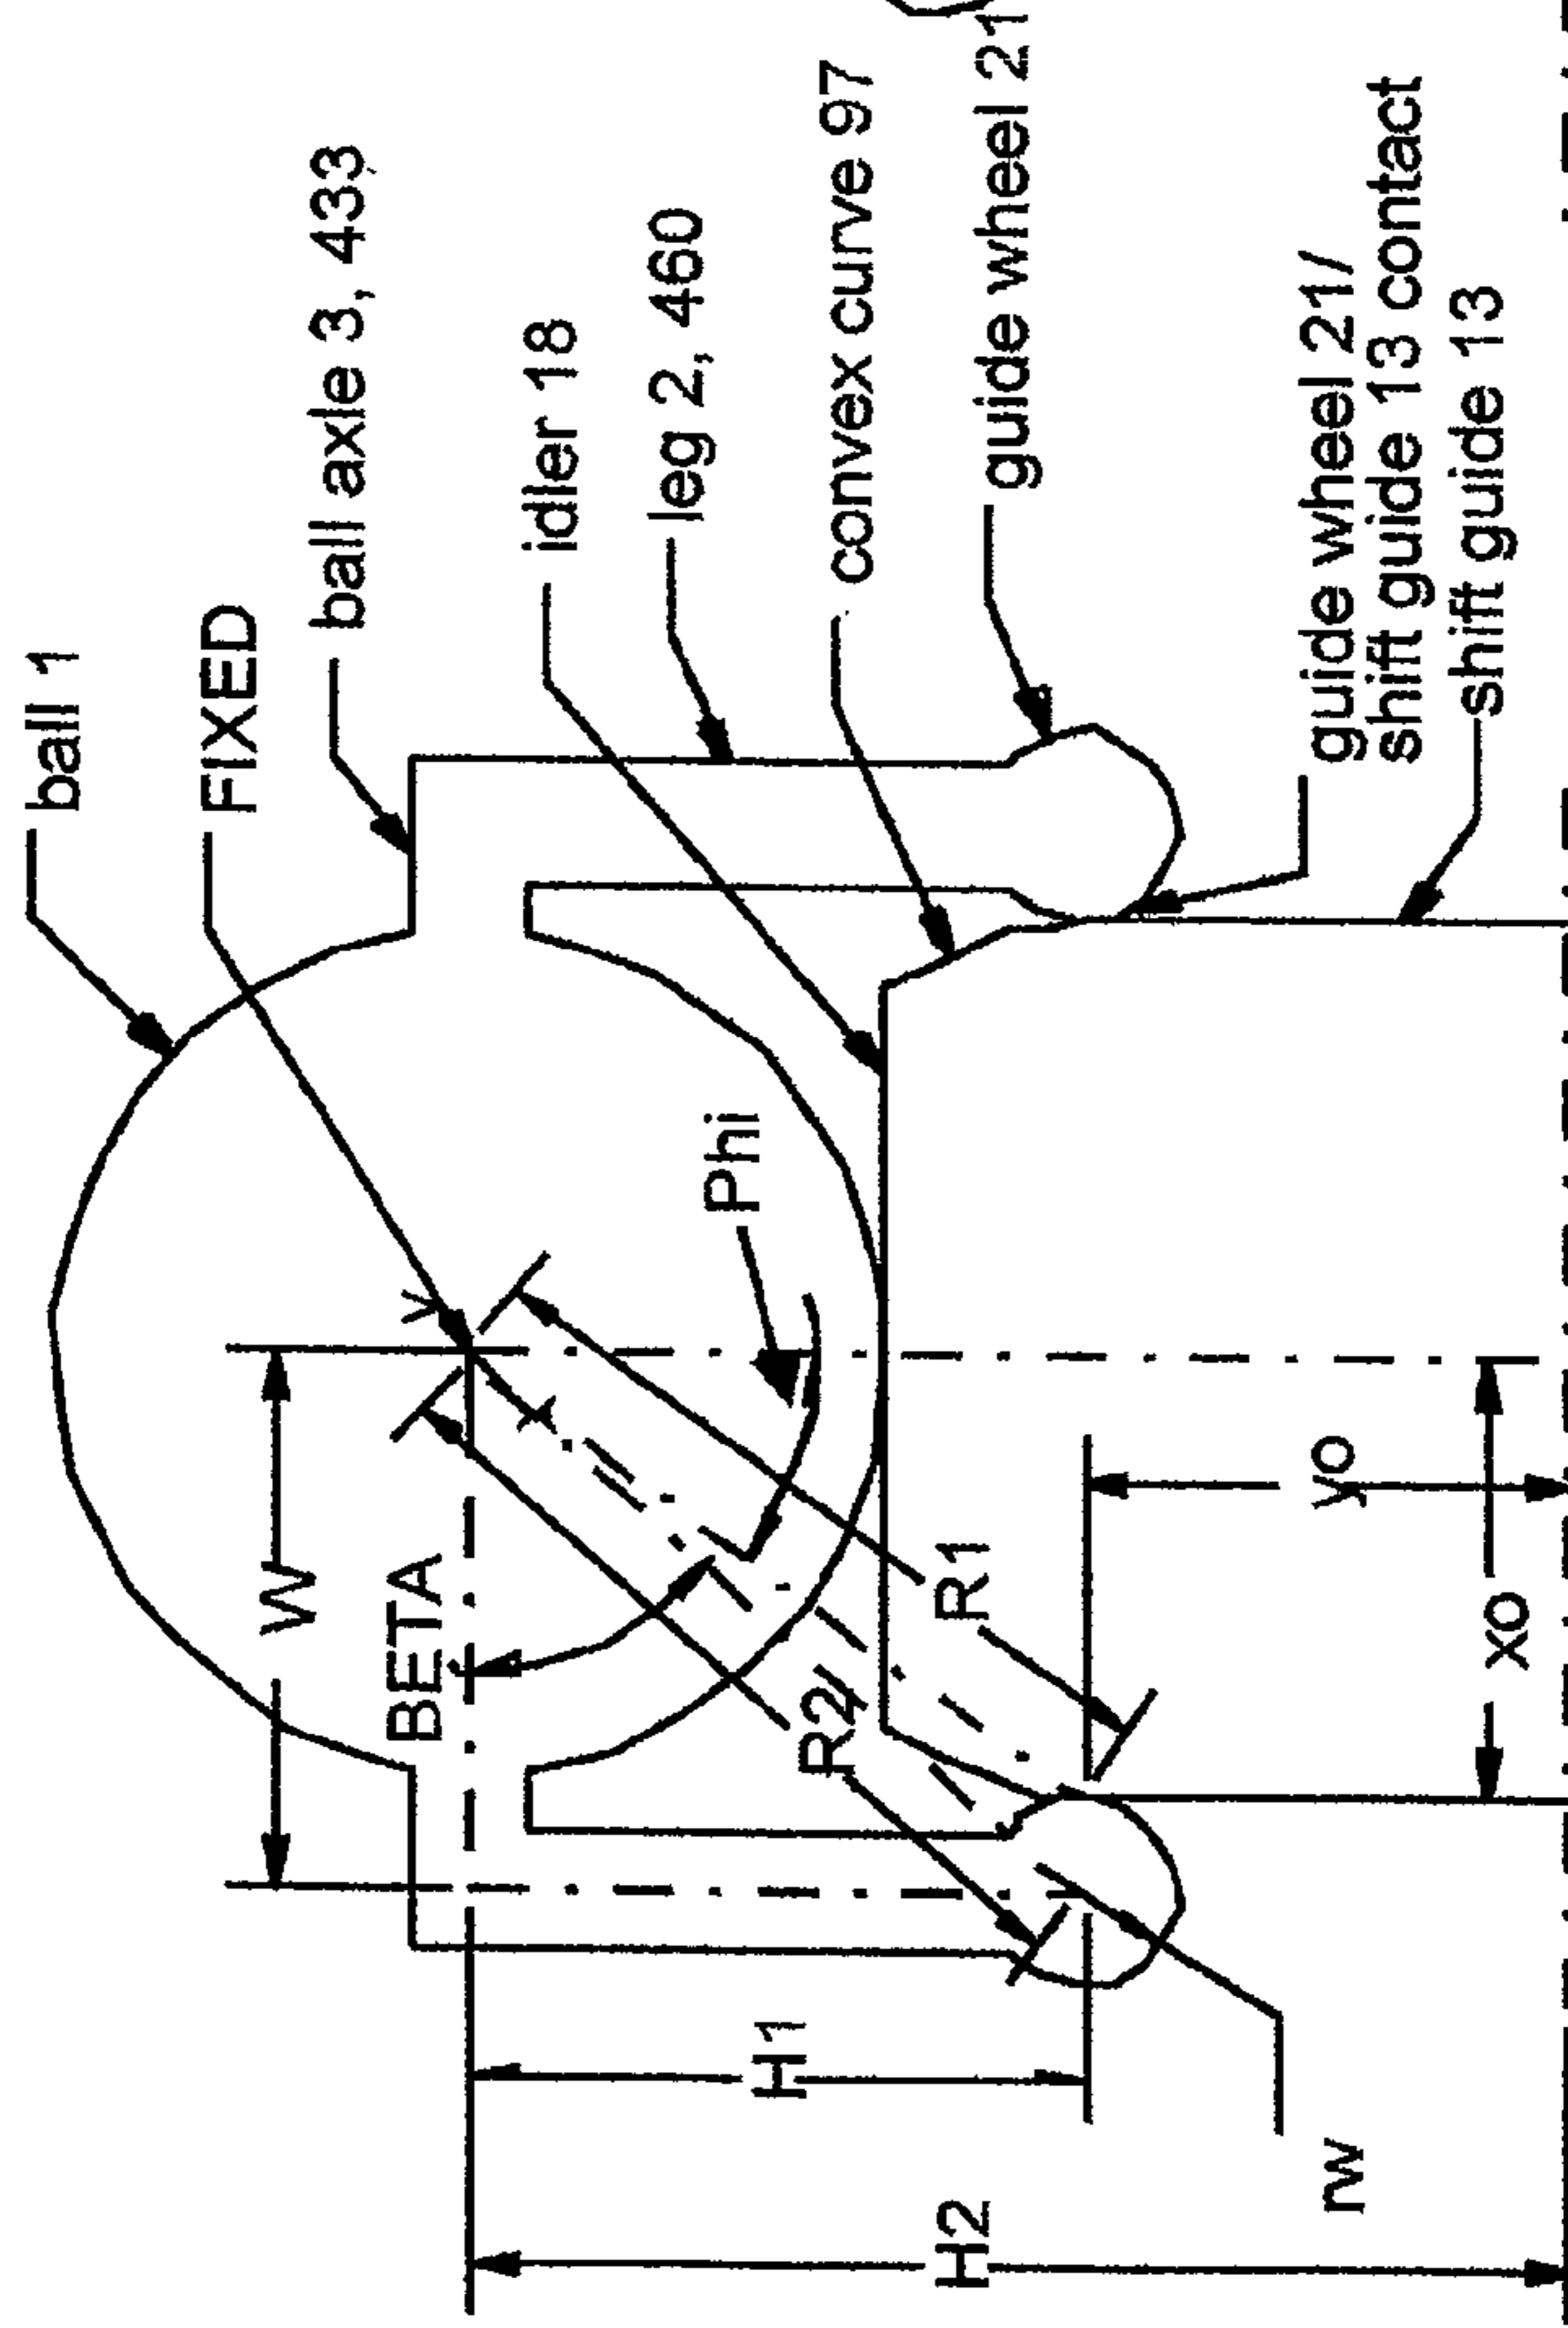 ball 1
FIXED
ball axle 3, 433
idler 18
leg 2, 460
convex curve 97
guide wheel 21
guide wheel 21/
shift guide 13 contact
shift guide 13
W
BETA
y
x
Phi
R2
R1
yo
xo
H1
H2
rw